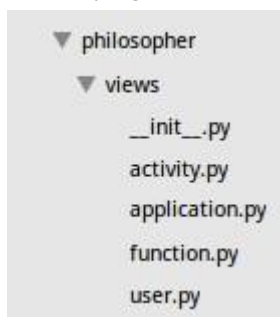 philosopher
views
__init__.py
activity.py
application.py
function.py
user.py